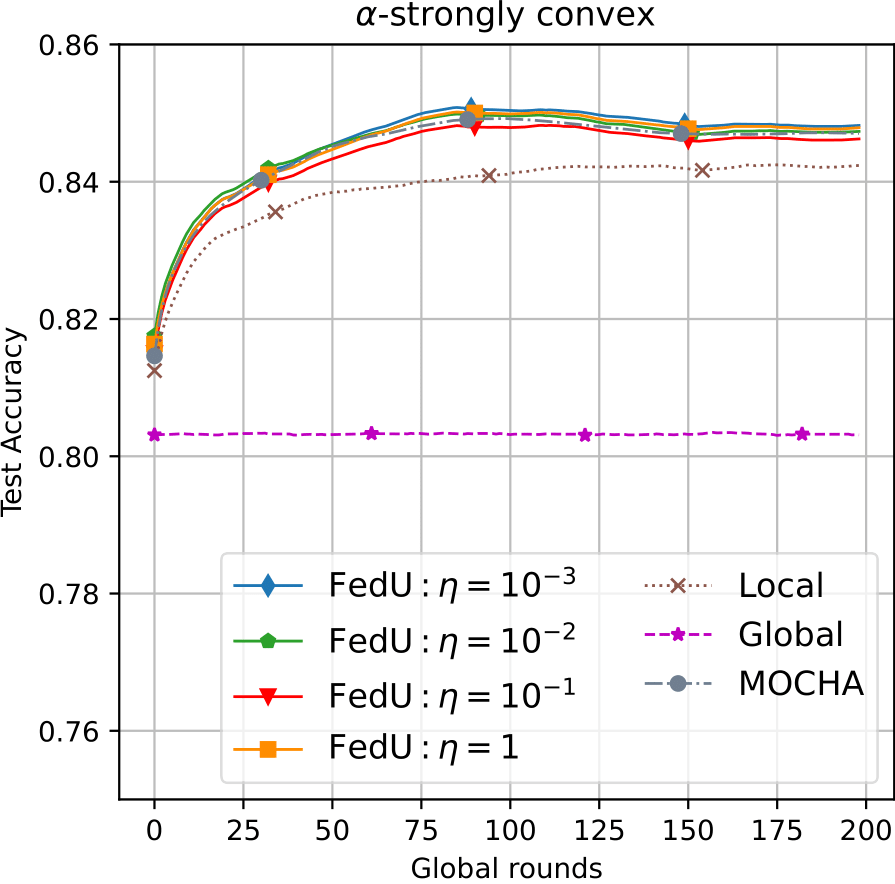 α-strongly convex
0.86
0.84
0.82
0.80
0.78
0.76
Test Accuracy
FedU : η = 10⁻³
FedU : η = 10⁻²
FedU : η = 10⁻¹
FedU : η = 1
Local
Global
MOCHA
0 25 50 75 100 125 150 175 200
Global rounds